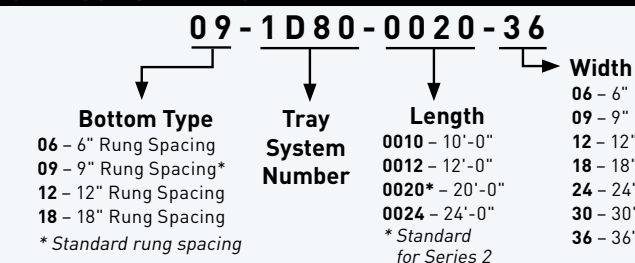 09-1D80-0020-36
Bottom Type
06 – 6" Rung Spacing
09 – 9" Rung Spacing*
12 – 12" Rung Spacing
18 – 18" Rung Spacing
* Standard rung spacing
Tray
System
Number
Length
0010 – 10'-0"
0012 – 12'-0"
0020* – 20'-0"
0024 – 24'-0"
* Standard
for Series 2
Width
06 – 6"
09 – 9"
12 – 12"
18 – 18"
24 – 24"
30 – 30"
36 – 36"